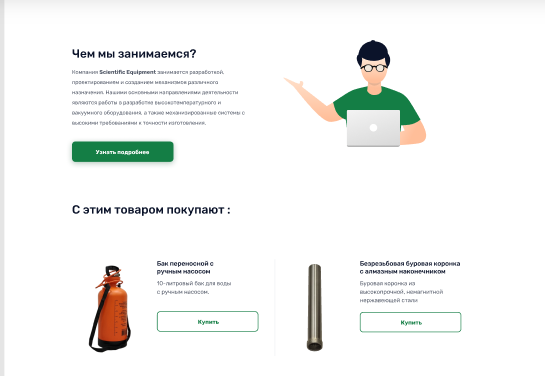 Чем мы занимаемся?
Компания Scientific Equipment занимается разработкой,
проектированием и созданием механизмов различного
назначения. Нашими основными направлениями деятельности
являются работы в разработке высокотемпературного и
вакуумного оборудования, а также механизированные системы с
высокими требованиями к точности изготовления.
Узнать подробнее
С этим товаром покупают :
Бак переносной с
ручным насосом
10-литровый бак для воды
с ручным насосом.
Купить
Безрезьбовая буровая коронка
с алмазным наконечником
Буровая коронка из
высокопрочной, немагнитной
нержавеющей стали
Купить